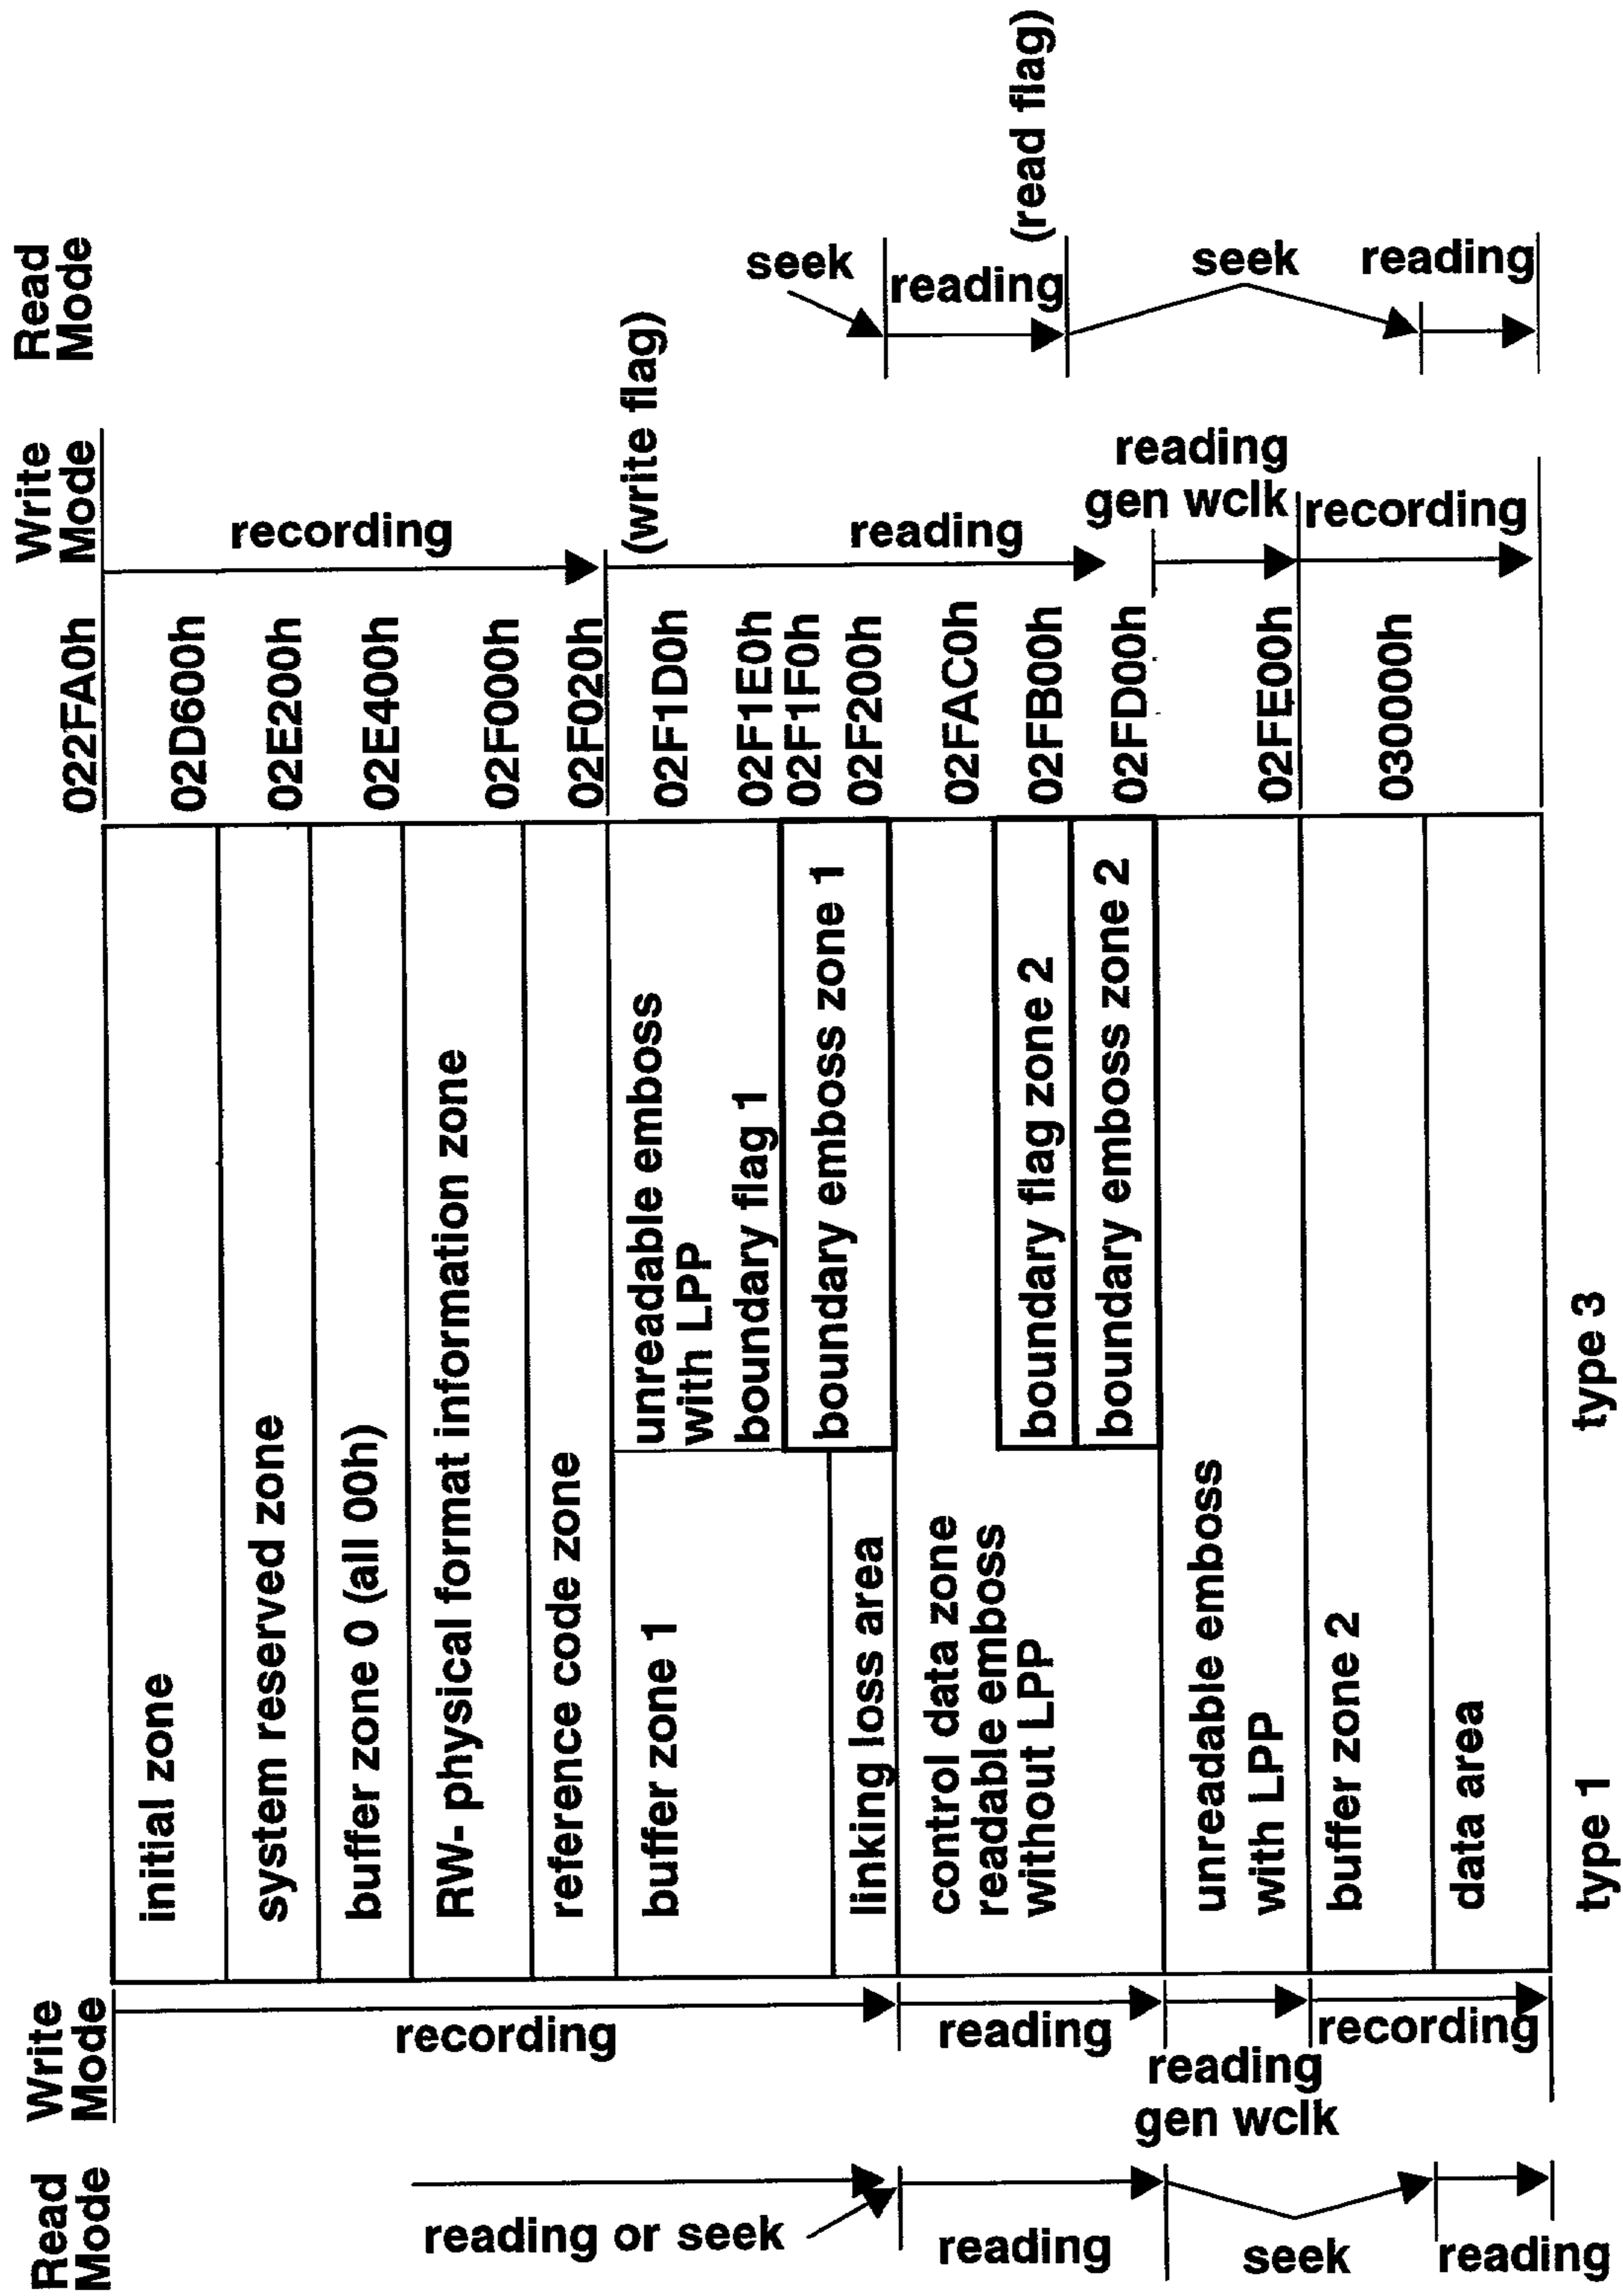 Read
Mode
Write
Mode
022FA0h
02D600h
02E200h
02E400h
02F000h
02F020h
02F1D0h
02F1E0h
02F1F0h
02F200h
02FAC0h
02FB00h
02FD00h
02FE00h
030000h
recording
(write flag)
reading
reading
gen wclk
recording
seek
reading
(read flag)
seek
reading
initial zone
system reserved zone
buffer zone 0 (all 00h)
RW- physical format information zone
reference code zone
buffer zone 1
unreadable emboss
with LPP
boundary flag 1
boundary emboss zone 1
linking loss area
control data zone
readable emboss
without LPP
boundary flag zone 2
boundary emboss zone 2
unreadable emboss
with LPP
buffer zone 2
data area
type 1
type 3
Write
Mode
recording
reading
reading
gen wclk
recording
Read
Mode
reading or seek
reading
seek
reading